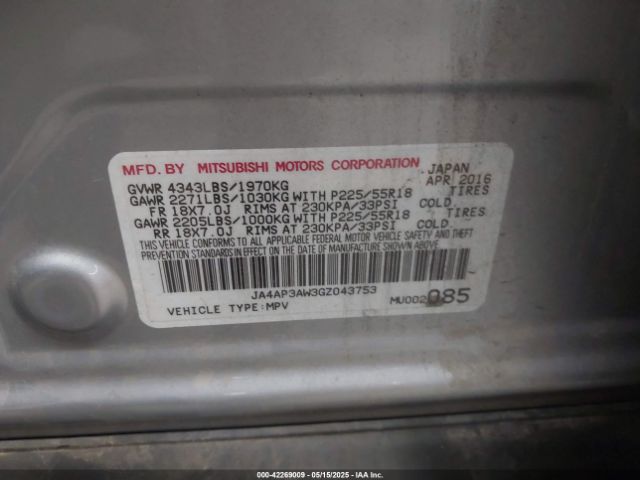 MFD. BY MITSUBISHI MOTORS CORPORATION JAPAN
GVWR 4343LBS/1970KG APR 2016
GAWR 2271LBS/1030KG WITH P225/55R18 TIRES
FR 18X7.0J RIMS AT 230KPA/33PSI COLD
GAWR 2205LBS/1000KG WITH P225/55R18 TIRES
RR 18X7.0J RIMS AT 230KPA/33PSI COLD
THIS VEHICLE CONFORMS TO ALL APPLICABLE FEDERAL MOTOR VEHICLE SAFETY, BUMPER, AND THEFT
PREVENTION STANDARDS IN EFFECT ON THE DATE OF MANUFACTURE SHOWN ABOVE.
JA4AP3AW3GZ043753
VEHICLE TYPE:MPV MU002 085
000-42269009 05/15/2025 IAAI.COM